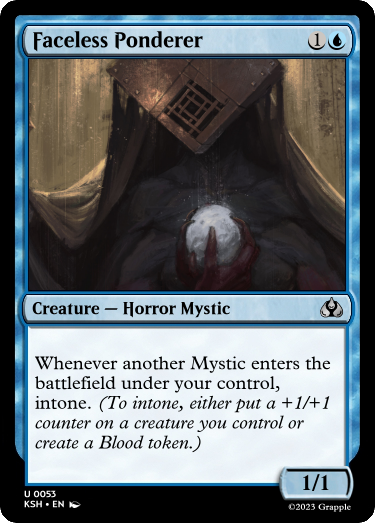 Faceless Ponderer 1
Creature — Horror Mystic
Whenever another Mystic enters the
battlefield under your control,
intone. (To intone, either put a +1/+1
counter on a creature you control or
create a Blood token.)
1/1
U 0053
KSH • EN
©2023 Grapple